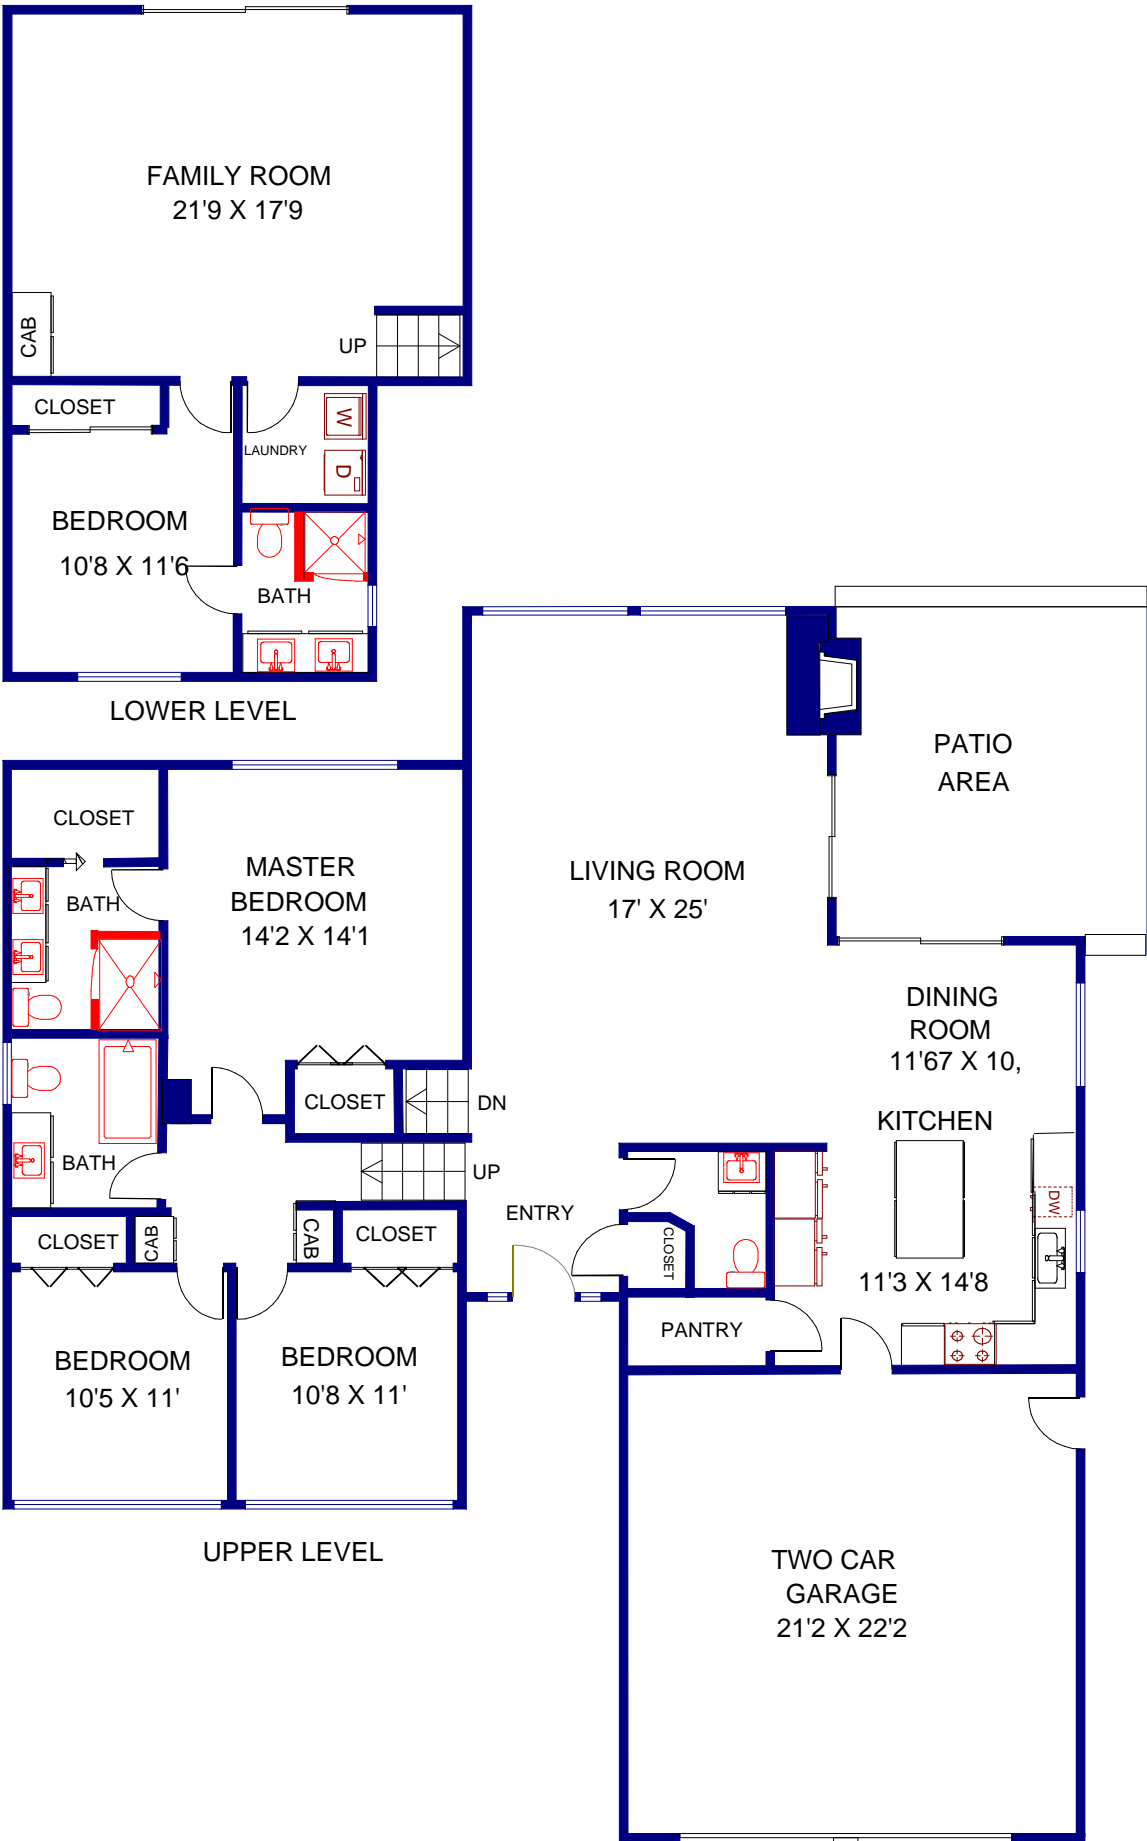 FAMILY ROOM
21'9 X 17'9
CAB
UP
CLOSET
W
LAUNDRY
D
BEDROOM
10'8 X 11'6
BATH
LOWER LEVEL
PATIO
AREA
CLOSET
MASTER
BEDROOM
14'2 X 14'1
BATH
LIVING ROOM
17' X 25'
DINING
ROOM
11'67 X 10,
CLOSET
DN
KITCHEN
BATH
UP
DW
ENTRY
CLOSET
CAB
CAB
CLOSET
CLOSET
11'3 X 14'8
PANTRY
BEDROOM
10'5 X 11'
BEDROOM
10'8 X 11'
UPPER LEVEL
TWO CAR
GARAGE
21'2 X 22'2